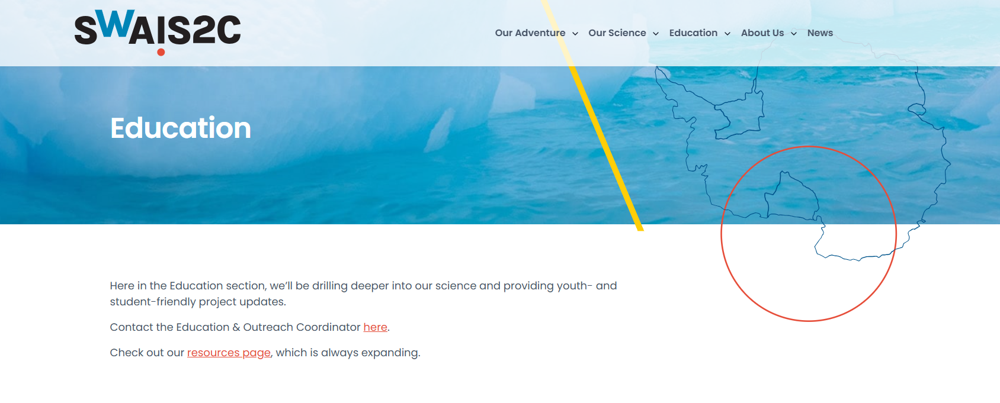 SWAIS2C
Our Adventure
Our Science
Education
About Us
News
Education
Here in the Education section, we’ll be drilling deeper into our science and providing youth- and
student-friendly project updates.
Contact the Education & Outreach Coordinator here.
Check out our resources page, which is always expanding.